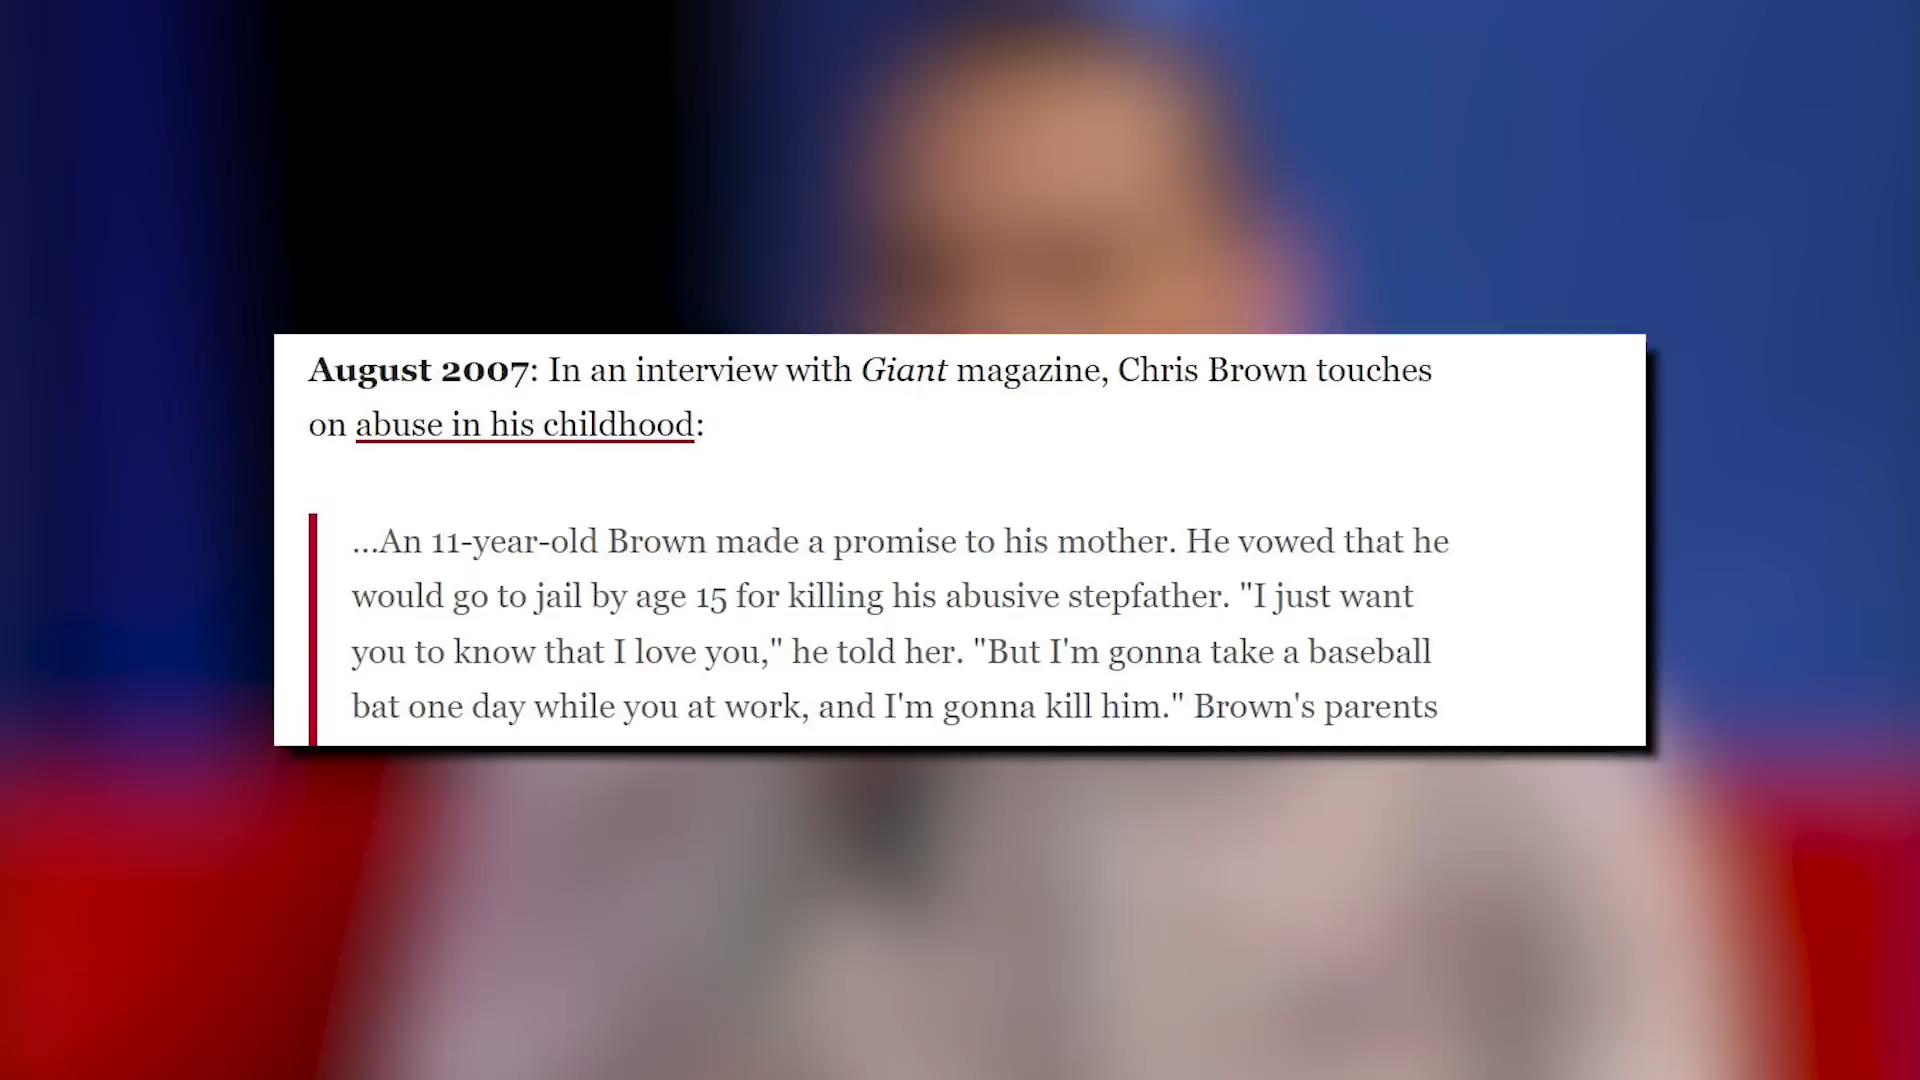 August 2007: In an interview with Giant magazine, Chris Brown touches
on abuse in his childhood:
...An 11-year-old Brown made a promise to his mother. He vowed that he
would go to jail by age 15 for killing his abusive stepfather. "I just want
you to know that I love you," he told her. "But I'm gonna take a baseball
bat one day while you at work, and I'm gonna kill him." Brown's parents